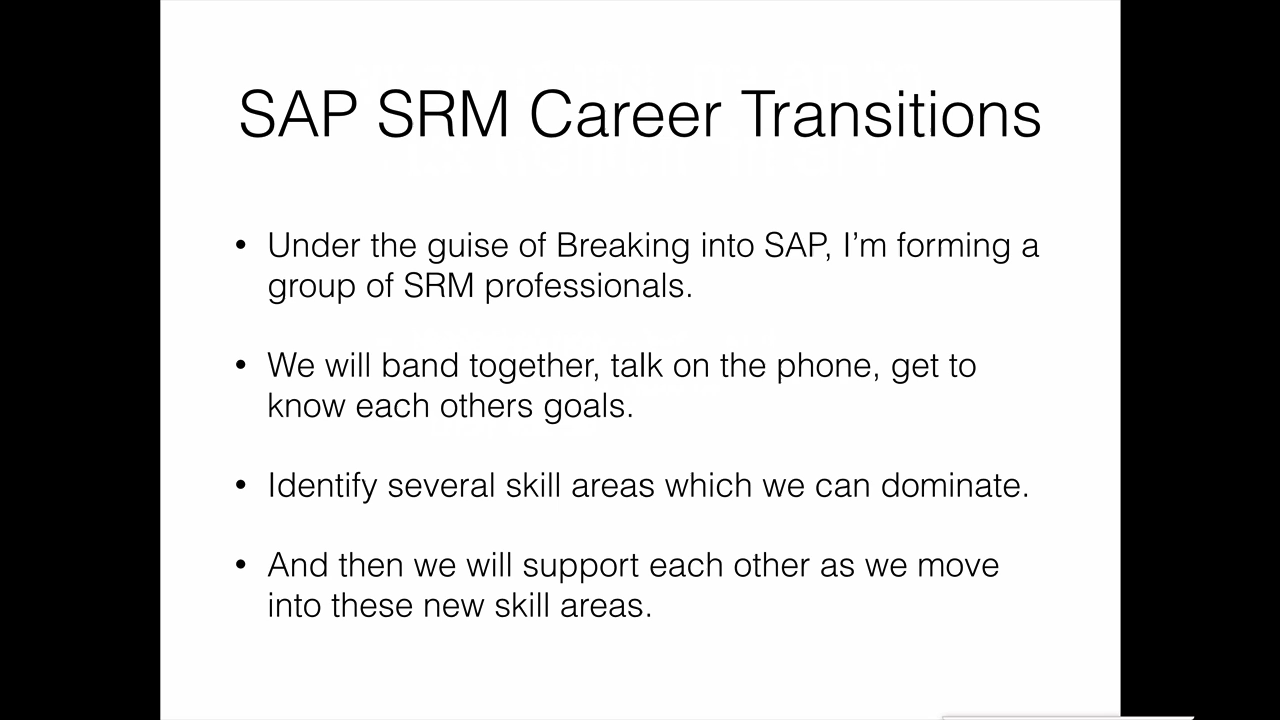 SAP SRM Career Transitions
• Under the guise of Breaking into SAP, I’m forming a
group of SRM professionals.
• We will band together, talk on the phone, get to
know each others goals.
• Identify several skill areas which we can dominate.
• And then we will support each other as we move
into these new skill areas.